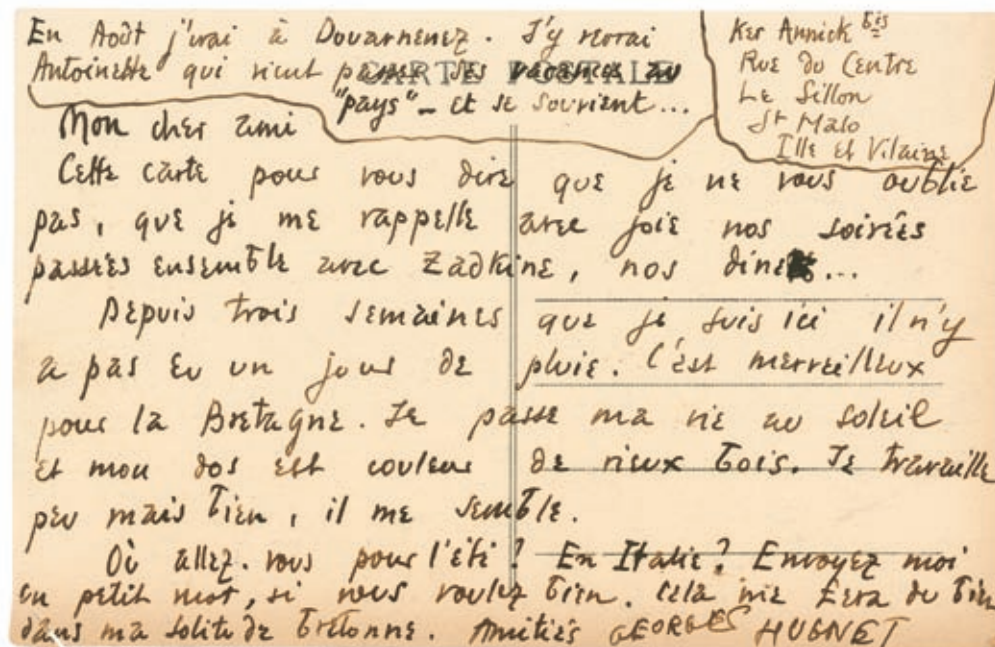 En Août j'irai à Douarnenez. J'y verrai
Antoinette qui vient passer ses vacances au
"pays" - et se souvient...
CARTE POSTALE
Ker Annick bis
Rue du Centre
Le Sillon
St Malo
Ille et Vilaine
Mon cher ami
Cette carte pour vous dire que je ne vous oublie
pas, que je me rappelle avec joie nos soirées
passées ensemble avec Zadkine, nos diners...
Depuis trois semaines que je suis ici il n'y
a pas eu un jour de pluie. C'est merveilleux
pour la Bretagne. Je passe ma vie au soleil
et mon dos est couleur de vieux bois. Je travaille
peu mais bien, il me semble.
Où allez-vous pour l'été? En Italie? Envoyez moi
un petit mot, si vous voulez bien. Cela me fera du bien
dans ma solitude bretonne. Amitiés GEORGES HUGNET